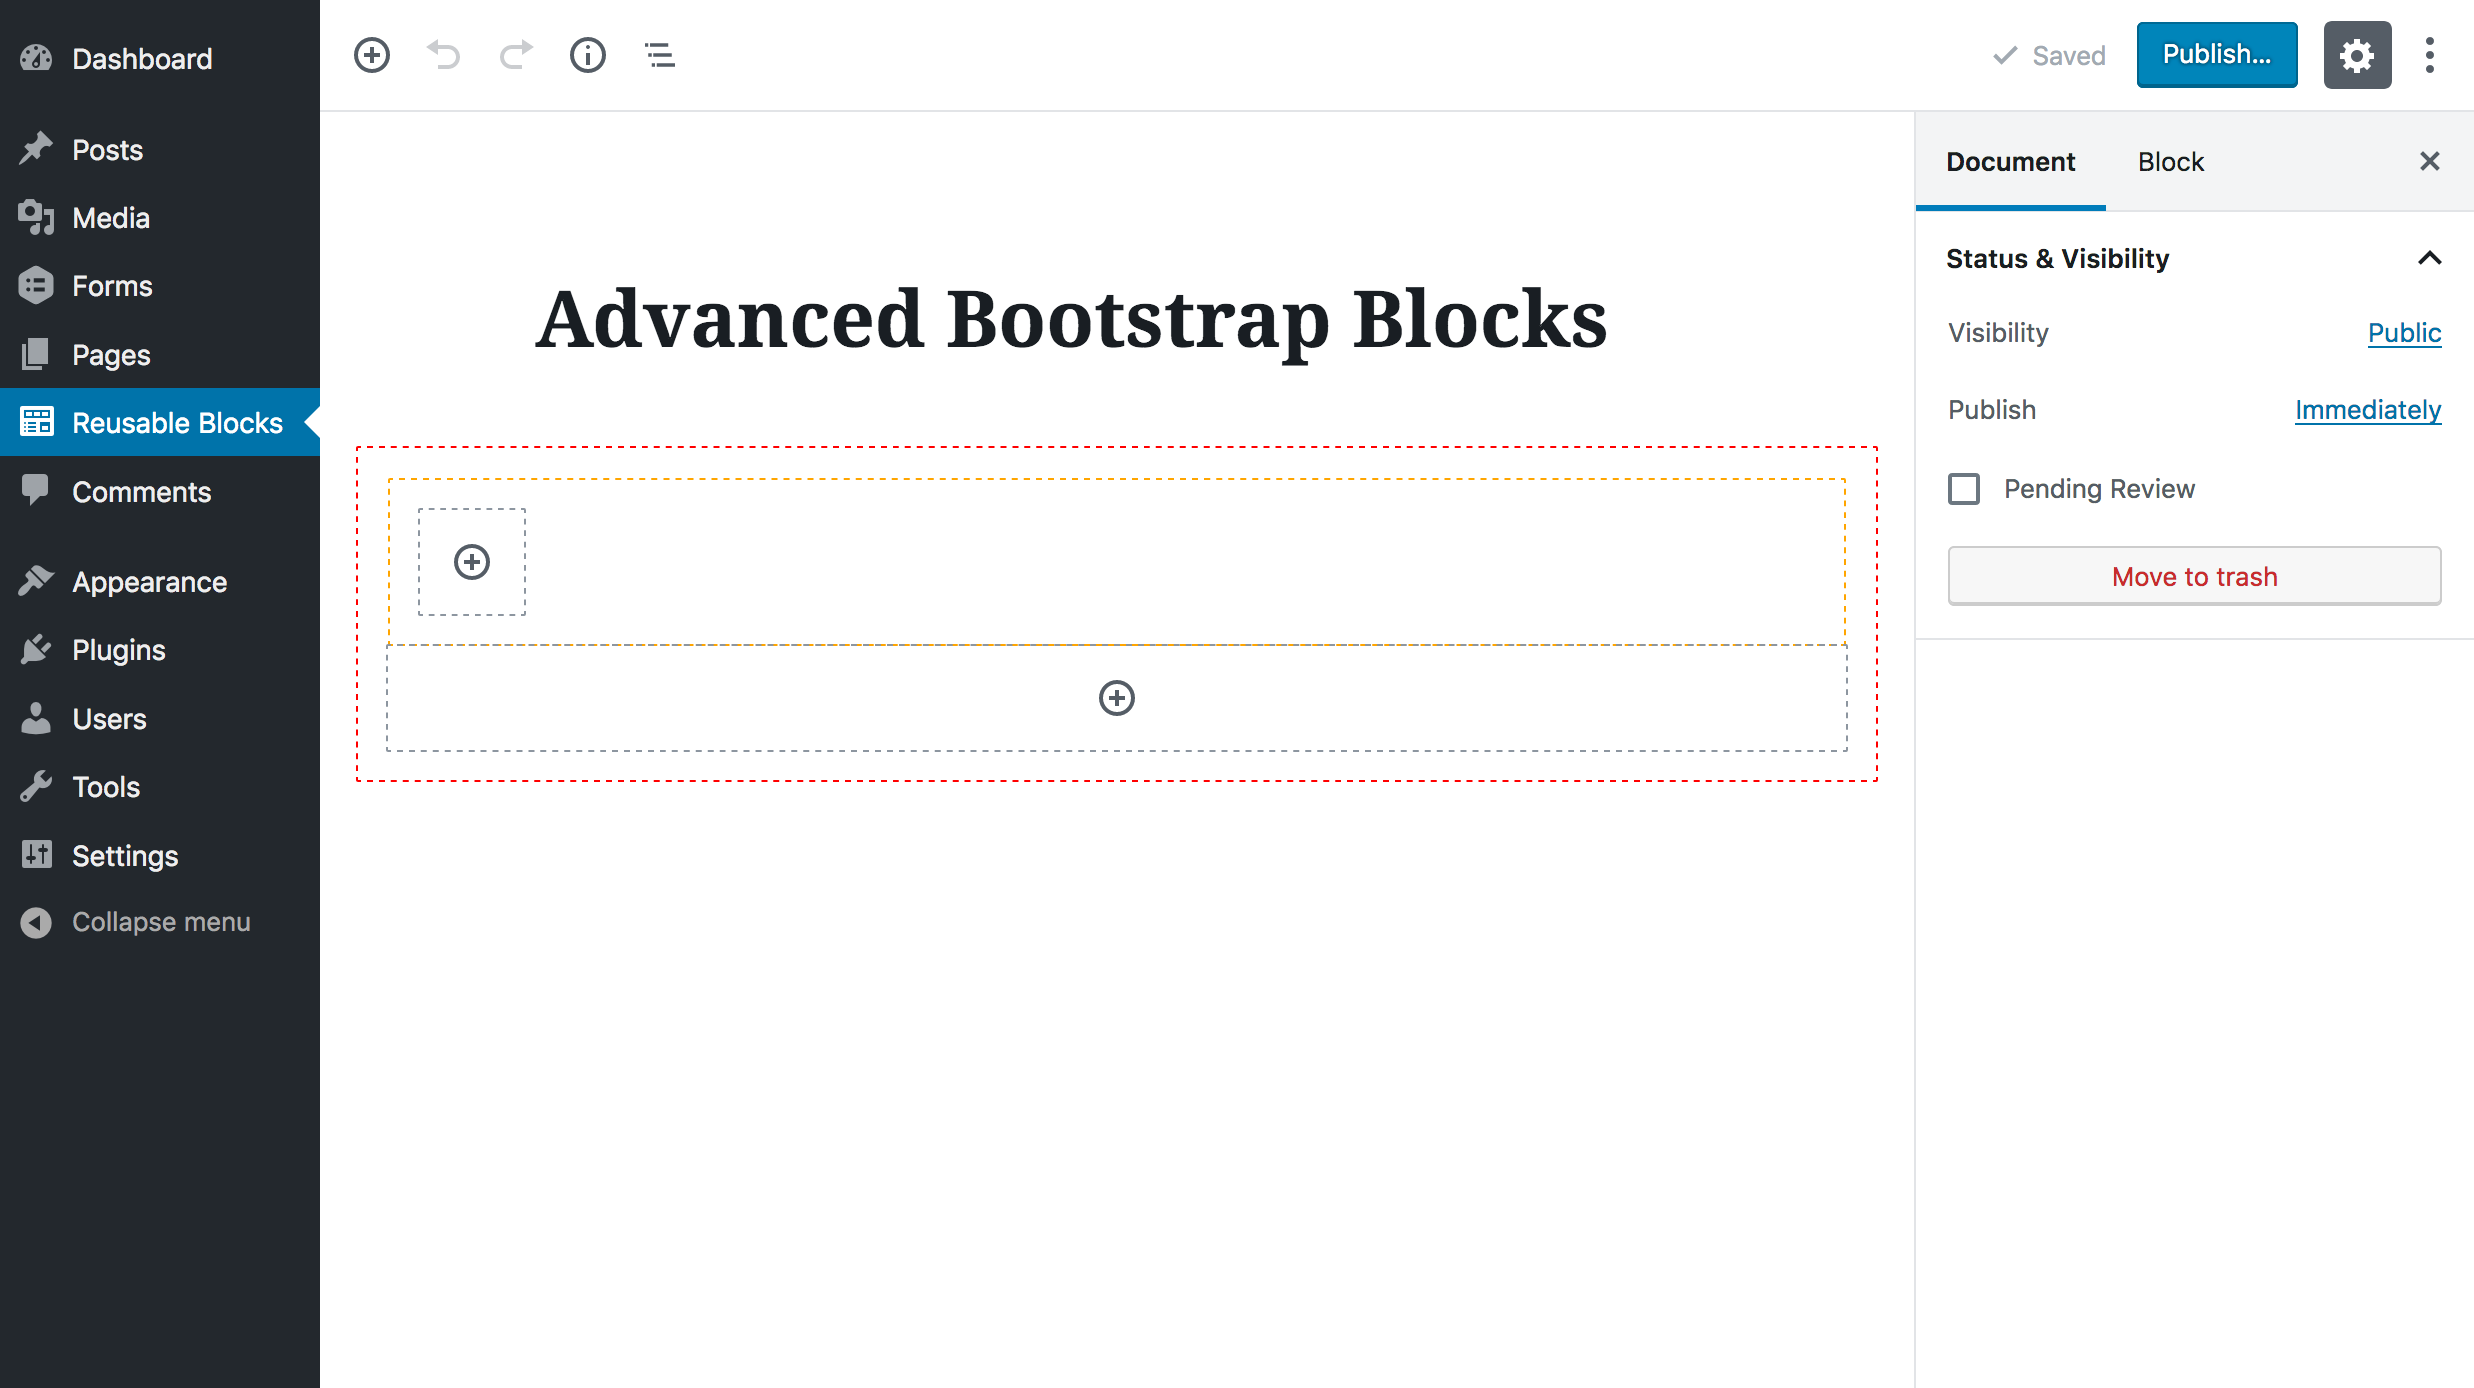 Dashboard
Posts
Media
Forms
Pages
Reusable Blocks
Comments
Appearance
Plugins
Users
Tools
Settings
Collapse menu
Saved
Publish...
Advanced Bootstrap Blocks
Document
Block
Status & Visibility
Visibility
Public
Publish
Immediately
Pending Review
Move to trash